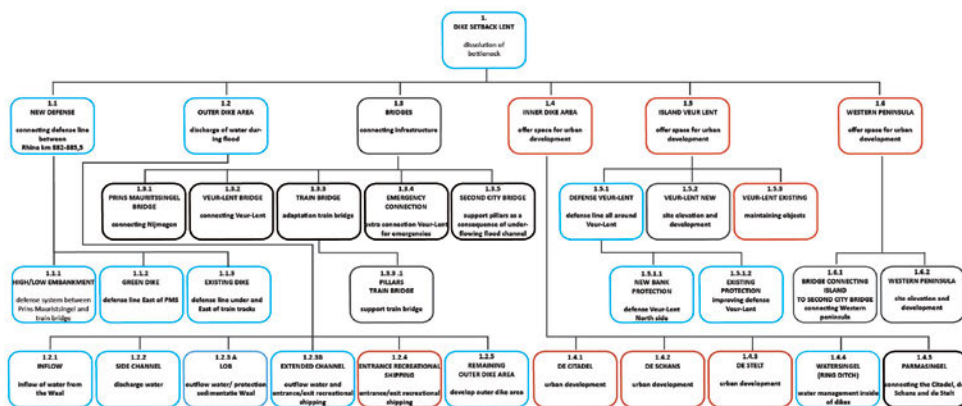 1.
DIKE SETBACK LENT
dissolution of
bottleneck
1.1
NEW DEFENSE
connecting defense line
between
Rhine km 882-885,5
1.2
OUTER DIKE AREA
discharge of water dur-
ing flood
1.3
BRIDGES
connecting infrastructure
1.4
INNER DIKE AREA
offer space for urban
development
1.5
ISLAND VEUR LENT
offer space for urban
development
1.6
WESTERN PENINSULA
offer space for urban
development
1.3.1
PRINS MAURITSSINGEL
BRIDGE
connecting Nijmegen
1.3.2
VEUR-LENT BRIDGE
connecting Veur-Lent
1.3.3
TRAIN BRIDGE
adaptation train bridge
1.3.4
EMERGENCY
CONNECTION
extra connection Veur-Lent
for emergencies
1.3.5
SECOND CITY BRIDGE
support pillars as a
consequence of under-
flowing flood channel
1.5.1
DEFENSE VEUR-LENT
defense line all around
Veur-Lent
1.5.2
VEUR-LENT NEW
site elevation and
development
1.5.3
VEUR-LENT EXISTING
maintaining objects
1.1.1
HIGH/LOW EMBANKMENT
defense system between
Prins Mauritssingel and
train bridge
1.1.2
GREEN DIKE
defense line East of PMS
1.1.3
EXISTING DIKE
defense line under and
East of train tracks
1.3.3 .1
PILLARS
TRAIN BRIDGE
support train bridge
1.5.1.1
NEW BANK
PROTECTION
defense Veur-Lent
North side
1.5.1.2
EXISTING
PROTECTION
improving defense
Veur-Lent
1.6.1
BRIDGE CONNECTING
ISLAND
TO SECOND CITY BRIDGE
connecting Western
peninsula
1.6.2
WESTERN PENINSULA
site elevation and
development
1.2.1
INFLOW
inflow of water from
the Waal
1.2.2
SIDE CHANNEL
discharge water
1.2.3 A
LOB
outflow water/ protection
sedimentatie Waal
1.2.3B
EXTENDED CHANNEL
outflow water and
entrance/exit recreational
shipping
1.2.4
ENTRANCE RECREATIONAL
SHIPPING
entrance/exit recreational
shipping
1.2.5
REMAINING
OUTER DIKE AREA
develop outer dike area
1.4.1
DE CITADEL
urban development
1.4.2
DE SCHANS
urban development
1.4.3
DE STELT
urban development
1.4.4
WATERSINGEL
(RING DITCH)
water management inside of
dikes
1.4.5
PARMASINGEL
connecting the Citadel, de
Schans and de Stelt